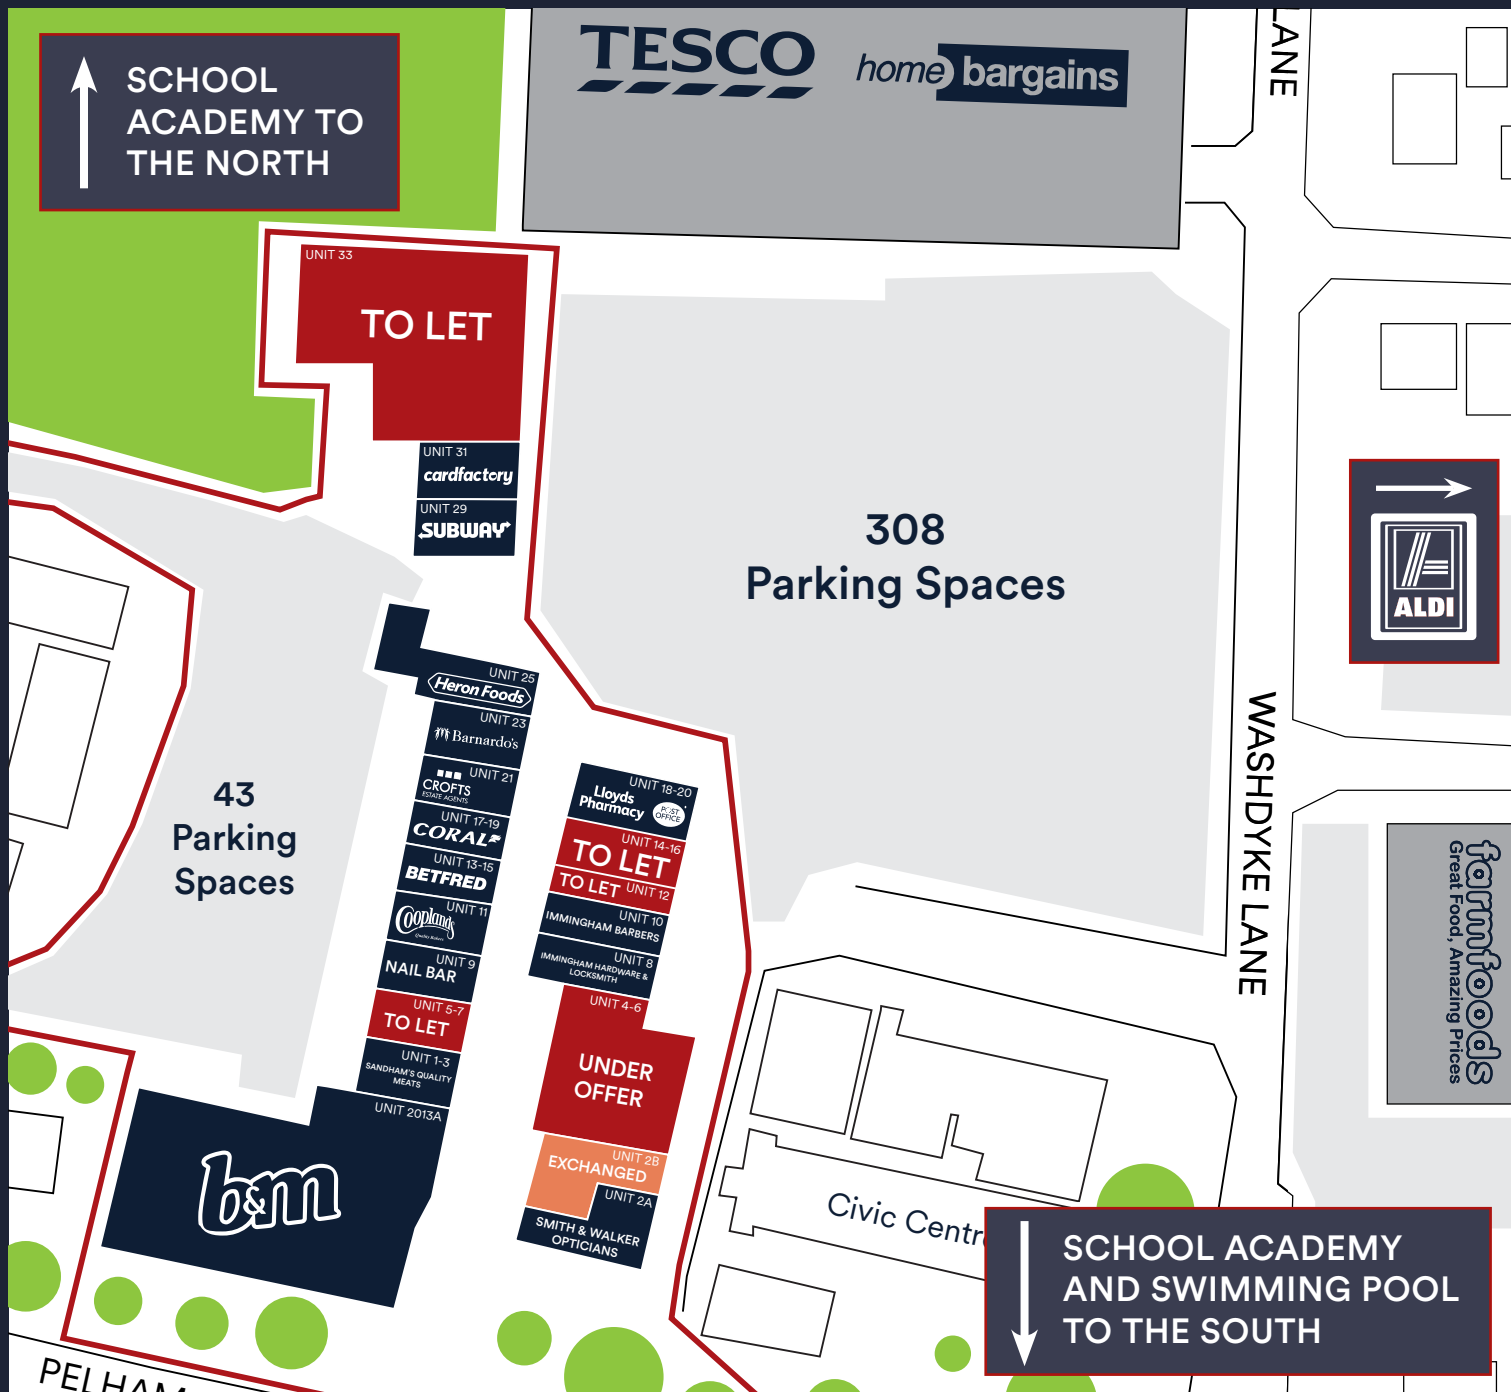 SCHOOL
ACADEMY TO
THE NORTH
TESCO
home bargains
LANE
UNIT 33
TO LET
UNIT 31
cardfactory
UNIT 29
SUBWAY
308
Parking Spaces
ALDI
UNIT 25
Heron Foods
UNIT 23
Barnardo's
UNIT 21
CROFTS
ESTATE AGENTS
UNIT 17-19
CORAL
UNIT 13-15
BETFRED
UNIT 11
Cooplands
Quality Bakers
UNIT 9
NAIL BAR
UNIT 5-7
TO LET
UNIT 1-3
SANDHAM'S QUALITY
MEATS
UNIT 2013A
b&m
43
Parking
Spaces
UNIT 18-20
Lloyds
Pharmacy
POST
OFFICE
UNIT 14-16
TO LET
TO LET UNIT 12
UNIT 10
IMMINGHAM BARBERS
UNIT 8
IMMINGHAM HARDWARE &
LOCKSMITH
UNIT 4-6
UNDER
OFFER
UNIT 2B
EXCHANGED
UNIT 2A
SMITH & WALKER
OPTICIANS
WASHDYKE LANE
farmfoods
Great Food, Amazing Prices
Civic Centre
SCHOOL ACADEMY
AND SWIMMING POOL
TO THE SOUTH
PELHAM